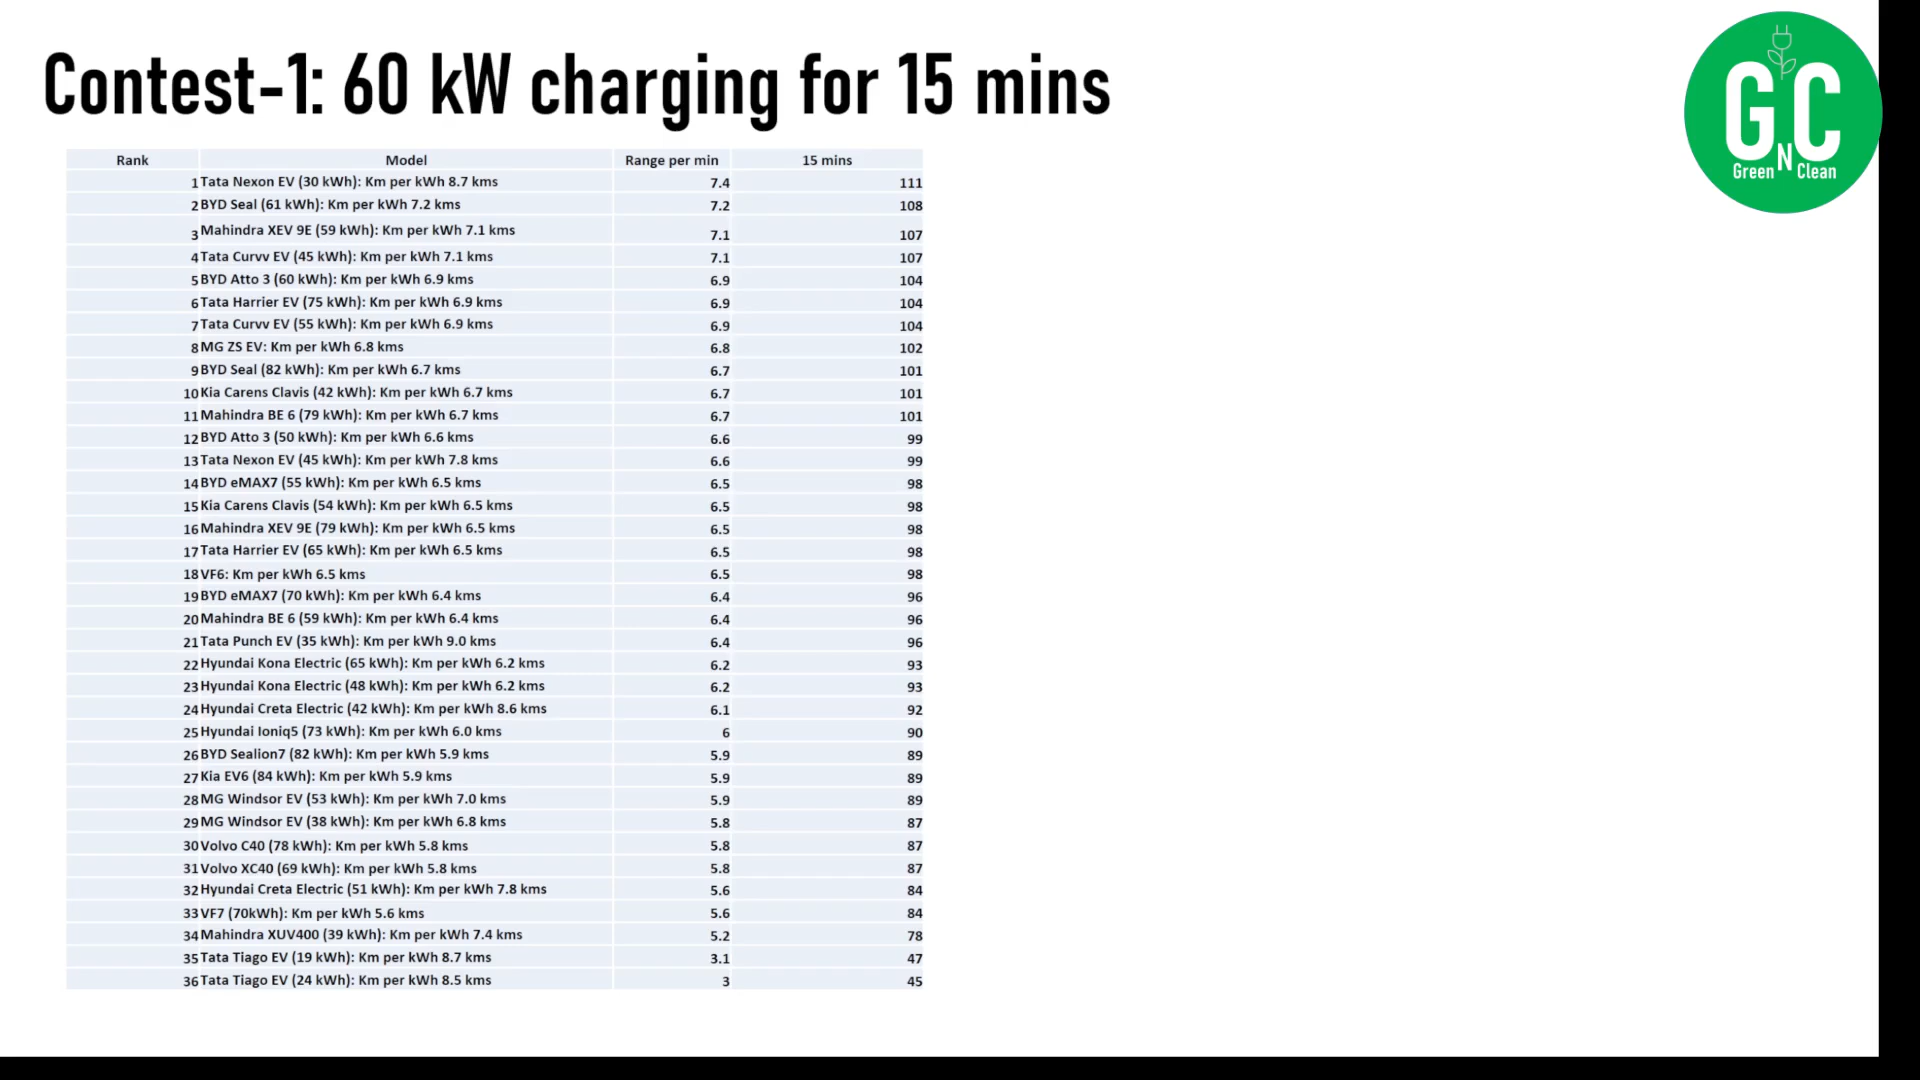 Contest-1: 60 kW charging for 15 mins
GNC
Green Clean
Rank Model Range per min 15 mins
1 Tata Nexon EV (30 kWh): Km per kWh 8.7 kms 7.4 111
2 BYD Seal (61 kWh): Km per kWh 7.2 kms 7.2 108
3 Mahindra XEV 9E (59 kWh): Km per kWh 7.1 kms 7.1 107
4 Tata Curvv EV (45 kWh): Km per kWh 7.1 kms 7.1 107
5 BYD Atto 3 (60 kWh): Km per kWh 6.9 kms 6.9 104
6 Tata Harrier EV (75 kWh): Km per kWh 6.9 kms 6.9 104
7 Tata Curvv EV (55 kWh): Km per kWh 6.9 kms 6.9 104
8 MG ZS EV: Km per kWh 6.8 kms 6.8 102
9 BYD Seal (82 kWh): Km per kWh 6.7 kms 6.7 101
10 Kia Carens Clavis (42 kWh): Km per kWh 6.7 kms 6.7 101
11 Mahindra BE 6 (79 kWh): Km per kWh 6.7 kms 6.7 101
12 BYD Atto 3 (50 kWh): Km per kWh 6.6 kms 6.6 99
13 Tata Nexon EV (45 kWh): Km per kWh 7.8 kms 6.6 99
14 BYD eMAX7 (55 kWh): Km per kWh 6.5 kms 6.5 98
15 Kia Carens Clavis (54 kWh): Km per kWh 6.5 kms 6.5 98
16 Mahindra XEV 9E (79 kWh): Km per kWh 6.5 kms 6.5 98
17 Tata Harrier EV (65 kWh): Km per kWh 6.5 kms 6.5 98
18 VF6: Km per kWh 6.5 kms 6.5 98
19 BYD eMAX7 (70 kWh): Km per kWh 6.4 kms 6.4 96
20 Mahindra BE 6 (59 kWh): Km per kWh 6.4 kms 6.4 96
21 Tata Punch EV (35 kWh): Km per kWh 9.0 kms 6.4 96
22 Hyundai Kona Electric (65 kWh): Km per kWh 6.2 kms 6.2 93
23 Hyundai Kona Electric (48 kWh): Km per kWh 6.2 kms 6.2 93
24 Hyundai Creta Electric (42 kWh): Km per kWh 8.6 kms 6.1 92
25 Hyundai Ioniq5 (73 kWh): Km per kWh 6.0 kms 6 90
26 BYD Sealion7 (82 kWh): Km per kWh 5.9 kms 5.9 89
27 Kia EV6 (84 kWh): Km per kWh 5.9 kms 5.9 89
28 MG Windsor EV (53 kWh): Km per kWh 7.0 kms 5.9 89
29 MG Windsor EV (38 kWh): Km per kWh 6.8 kms 5.8 87
30 Volvo C40 (78 kWh): Km per kWh 5.8 kms 5.8 87
31 Volvo XC40 (69 kWh): Km per kWh 5.8 kms 5.8 87
32 Hyundai Creta Electric (51 kWh): Km per kWh 7.8 kms 5.6 84
33 VF7 (70kWh): Km per kWh 5.6 kms 5.6 84
34 Mahindra XUV400 (39 kWh): Km per kWh 7.4 kms 5.2 78
35 Tata Tiago EV (19 kWh): Km per kWh 8.7 kms 3.1 47
36 Tata Tiago EV (24 kWh): Km per kWh 8.5 kms 3 45